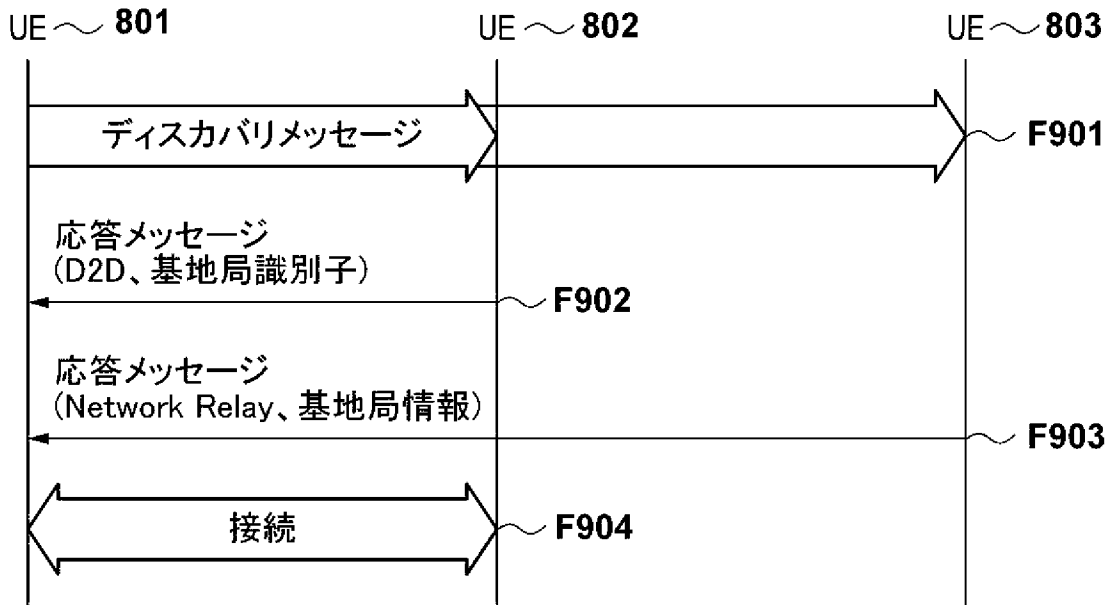 UE 801
UE 802
UE 803
ディスカバリメッセージ
F901
応答メッセージ
(D2D、基地局識別子)
F902
応答メッセージ
(Network Relay、基地局情報)
F903
接続
F904